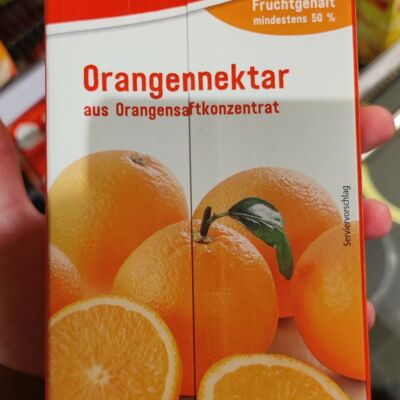 Fruchtgehalt
mindestens 50 %
Orangennektar
aus Orangensaftkonzentrat
Serviervorschlag